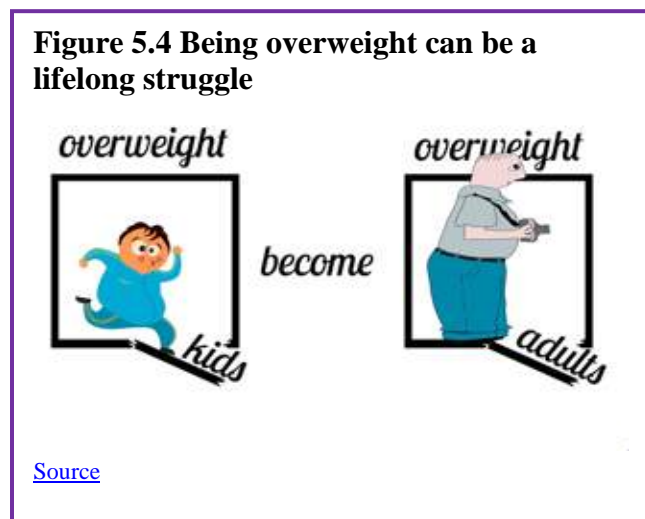 Figure 5.4 Being overweight can be a
lifelong struggle
overweight
kids
become
overweight
adults
Source